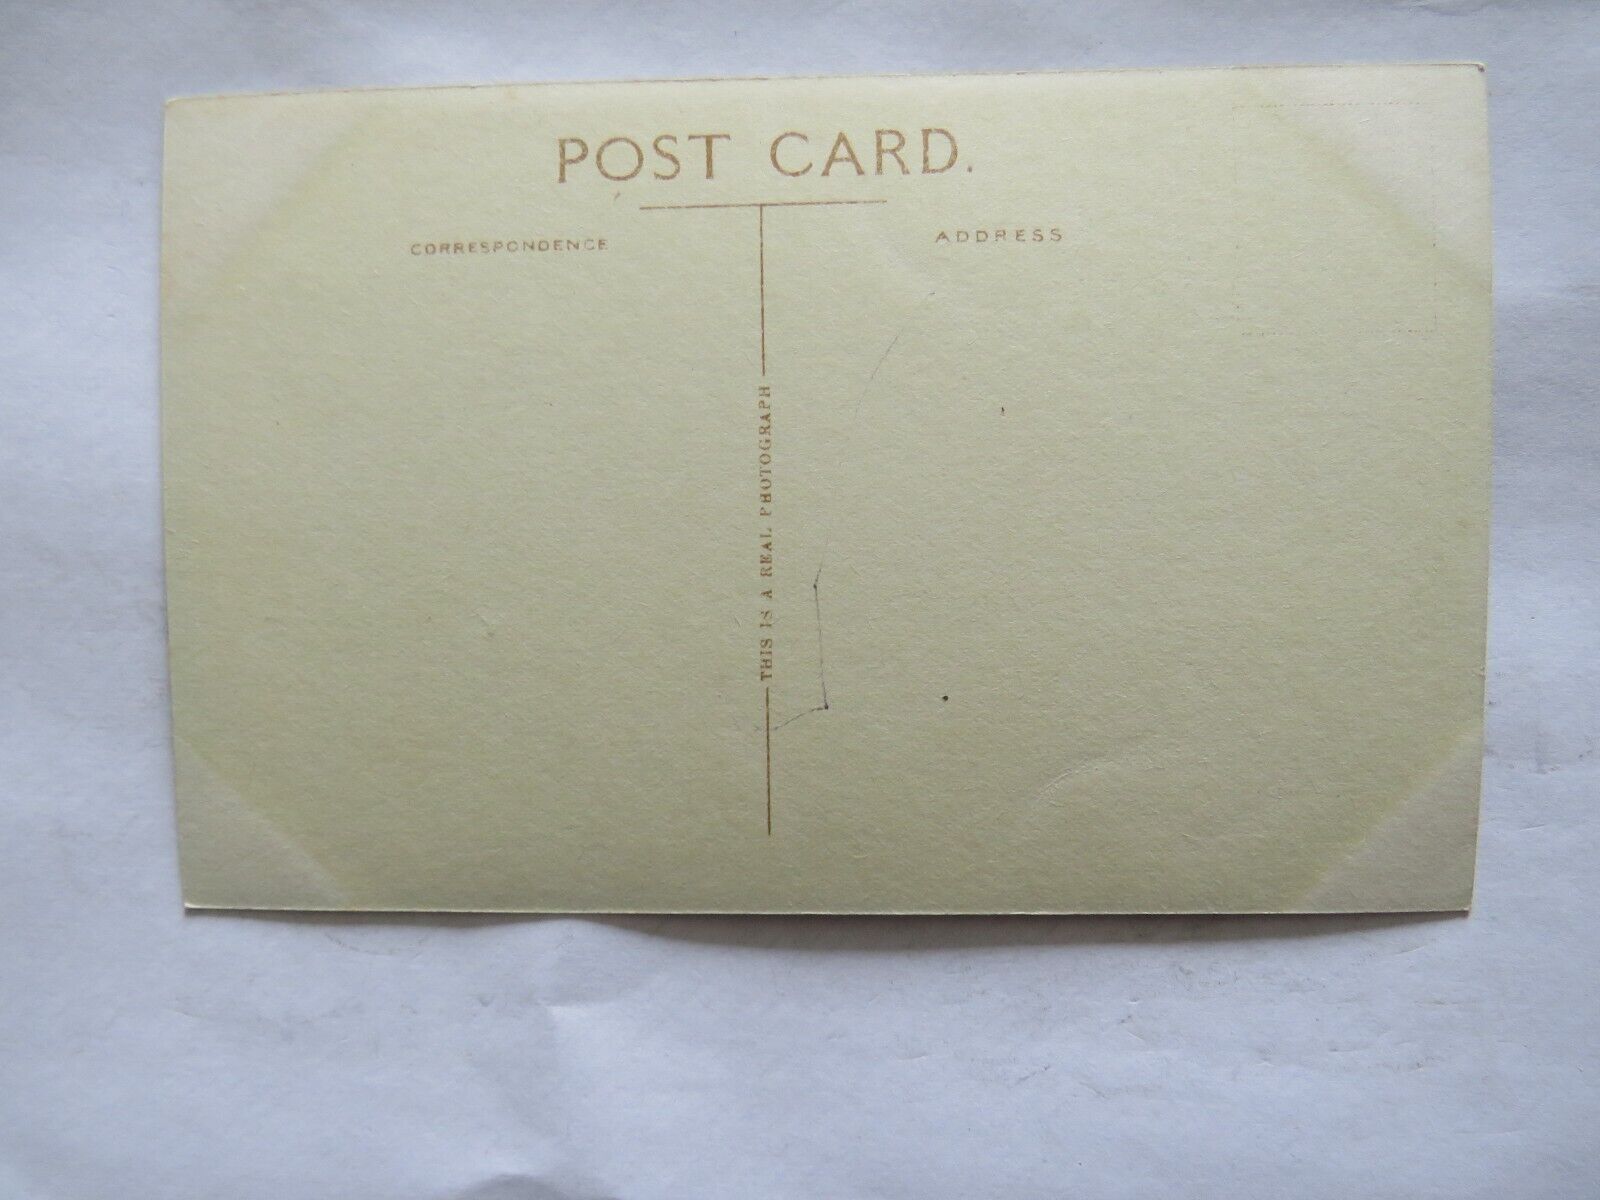 POST CARD.
CORRESPONDENCE
ADDRESS
THIS IS A REAL PHOTOGRAPH